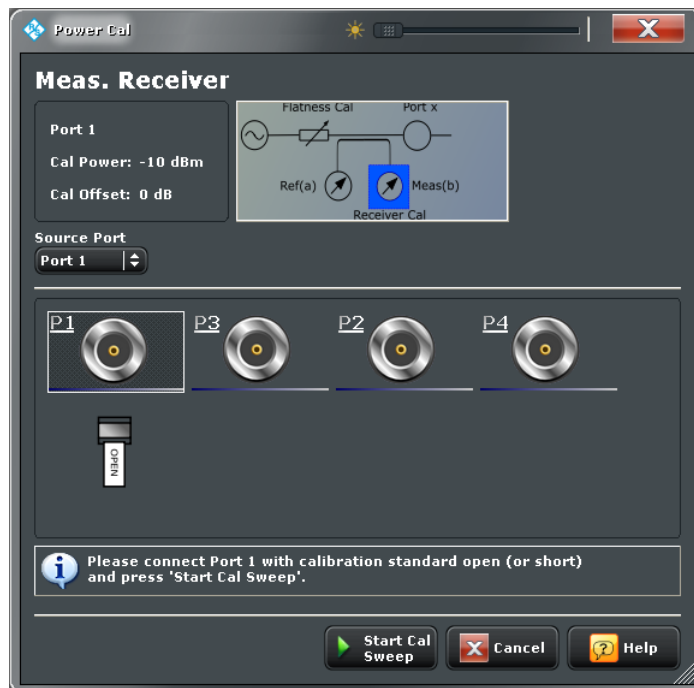 Power Cal
Meas. Receiver
Port 1
Cal Power: -10 dBm
Cal Offset: 0 dB
Flatness Cal Port x
Ref(a) Meas(b)
Receiver Cal
Source Port
Port 1
P1 P3 P2 P4
OPEN
Please connect Port 1 with calibration standard open (or short)
and press 'Start Cal Sweep'.
Start Cal
Sweep
Cancel
Help